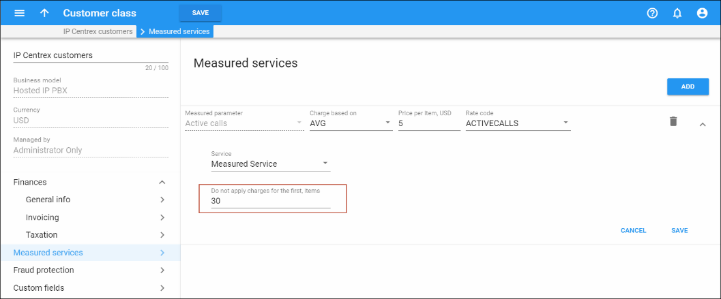 Customer class
SAVE
IP Centrex customers
Measured services
IP Centrex customers
20 / 100
Business model
Hosted IP PBX
Currency
USD
Managed by
Administrator Only
Finances
General info
Invoicing
Taxation
Measured services
Fraud protection
Custom fields
Measured services
ADD
Measured parameter
Active calls
Charge based on
AVG
Price per item, USD
5
Rate code
ACTIVECALLS
Service
Measured Service
Do not apply charges for the first, items
30
CANCEL
SAVE